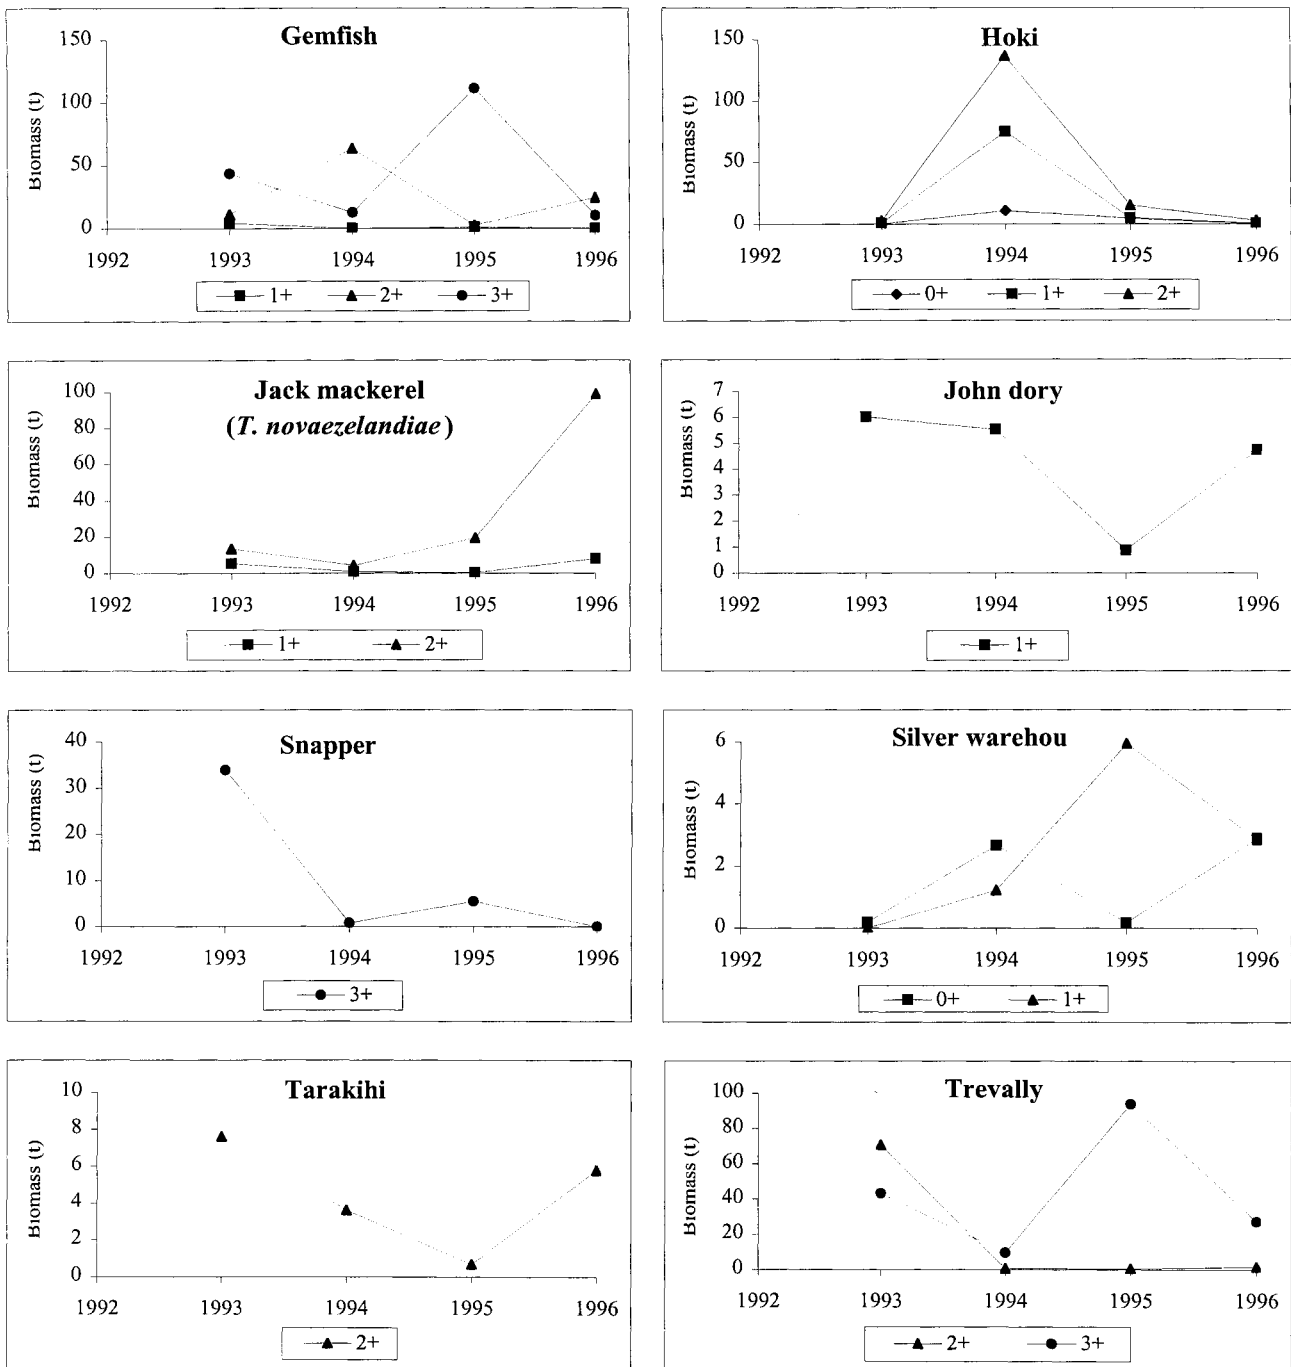 Gemfish
Biomass (t)
150
100
50
0
1992 1993 1994 1995 1996
1+ 2+ 3+
Hoki
Biomass (t)
150
100
50
0
1992 1993 1994 1995 1996
0+ 1+ 2+
Jack mackerel
(T. novaezelandiae)
Biomass (t)
100
80
60
40
20
0
1992 1993 1994 1995 1996
1+ 2+
John dory
Biomass (t)
7
6
5
4
3
2
1
0
1992 1993 1994 1995 1996
1+
Snapper
Biomass (t)
40
30
20
10
0
1992 1993 1994 1995 1996
3+
Silver warehou
Biomass (t)
6
4
2
0
1992 1993 1994 1995 1996
0+ 1+
Tarakihi
Biomass (t)
10
8
6
4
2
0
1992 1993 1994 1995 1996
2+
Trevally
Biomass (t)
100
80
60
40
20
0
1992 1993 1994 1995 1996
2+ 3+